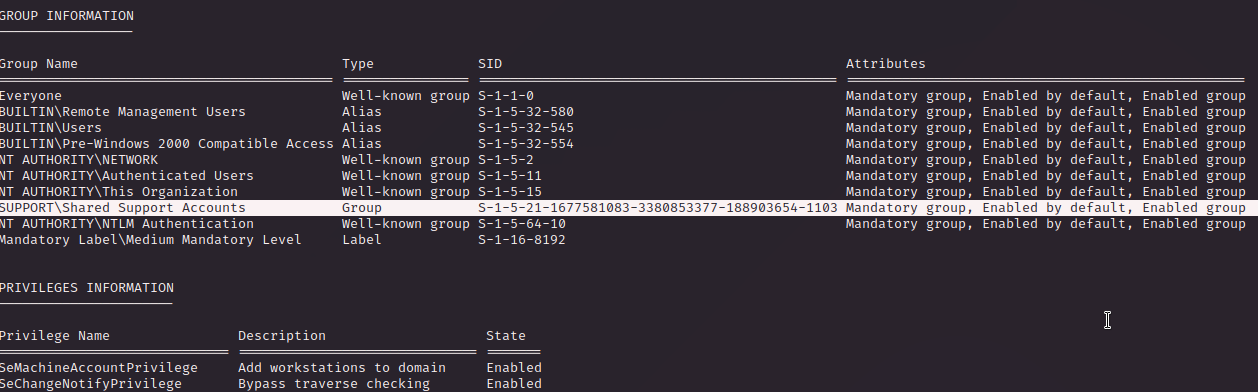 GROUP INFORMATION
Group Name Type SID Attributes
Everyone Well-known group S-1-1-0 Mandatory group, Enabled by default, Enabled group
BUILTIN\Remote Management Users Alias S-1-5-32-580 Mandatory group, Enabled by default, Enabled group
BUILTIN\Users Alias S-1-5-32-545 Mandatory group, Enabled by default, Enabled group
BUILTIN\Pre-Windows 2000 Compatible Access Alias S-1-5-32-554 Mandatory group, Enabled by default, Enabled group
NT AUTHORITY\NETWORK Well-known group S-1-5-2 Mandatory group, Enabled by default, Enabled group
NT AUTHORITY\Authenticated Users Well-known group S-1-5-11 Mandatory group, Enabled by default, Enabled group
NT AUTHORITY\This Organization Well-known group S-1-5-15 Mandatory group, Enabled by default, Enabled group
SUPPORT\Shared Support Accounts Group S-1-5-21-1677581083-3380853377-188903654-1103 Mandatory group, Enabled by default, Enabled group
NT AUTHORITY\NTLM Authentication Well-known group S-1-5-64-10 Mandatory group, Enabled by default, Enabled group
Mandatory Label\Medium Mandatory Level Label S-1-16-8192
PRIVILEGES INFORMATION
Privilege Name Description State
SeMachineAccountPrivilege Add workstations to domain Enabled
SeChangeNotifyPrivilege Bypass traverse checking Enabled